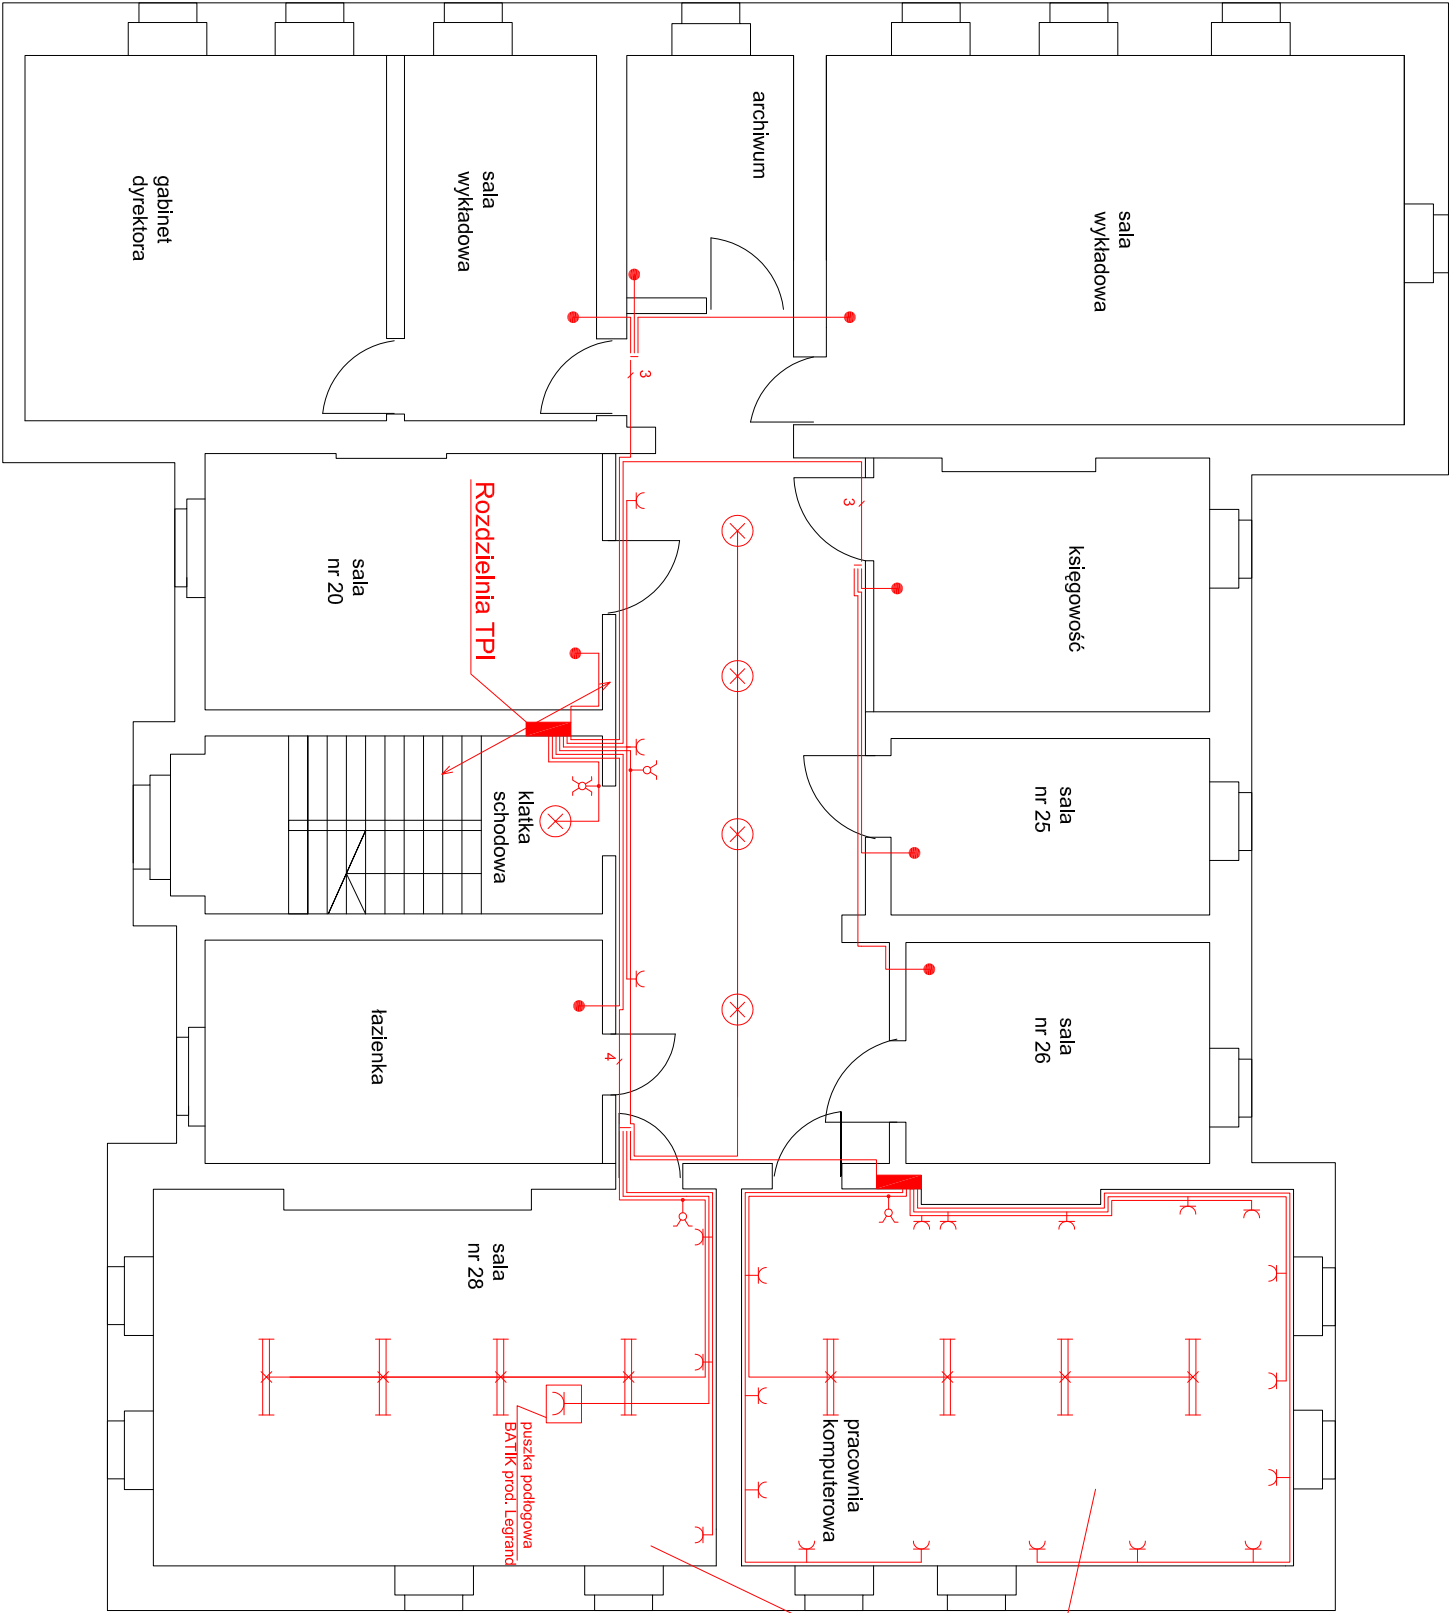 gabinet
dyrektora
sala
wykładowa
archiwum
sala
wykładowa
3
3
Rozdzielnia TPI
sala
nr 20
księgowość
klatka
schodowa
sala
nr 25
łazienka
4
sala
nr 26
sala
nr 28
puszka podłogowa
BATIK prod. Legrand
pracownia
komputerowa